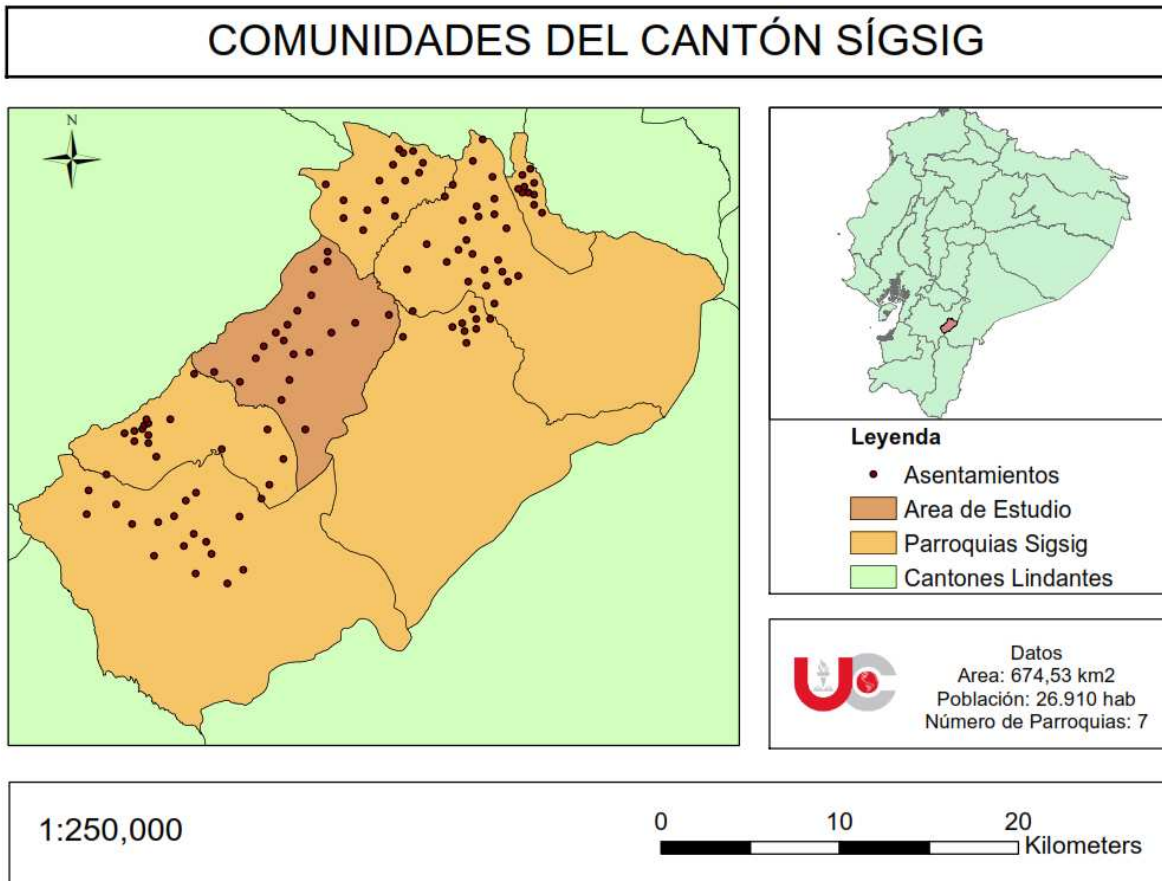 COMUNIDADES DEL CANTÓN SÍGSIG
N
Leyenda
Asentamientos
Area de Estudio
Parroquias Sigsig
Cantones Lindantes
UC
Datos
Area: 674,53 km2
Población: 26.910 hab
Número de Parroquias: 7
1:250,000
0 10 20
Kilometers